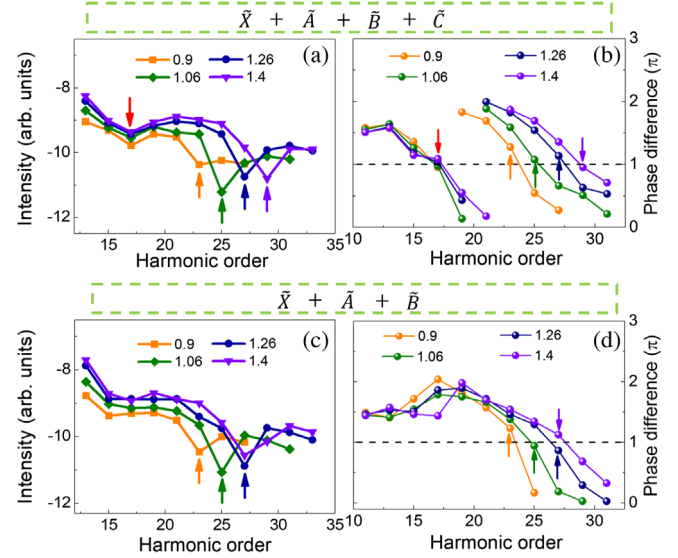 X̃ + Ã + B̃ + C̃
(a)
0.9 1.26
1.06 1.4
Intensity (arb. units)
-8
-10
-12
15 20 25 30 35
Harmonic order
(b)
0.9 1.26
1.06 1.4
Phase difference (π)
3
2
1
0
10 15 20 25 30
Harmonic order
X̃ + Ã + B̃
(c)
0.9 1.26
1.06 1.4
Intensity (arb. units)
-8
-10
-12
15 20 25 30 35
Harmonic order
(d)
0.9 1.26
1.06 1.4
Phase difference (π)
3
2
1
0
10 15 20 25 30
Harmonic order